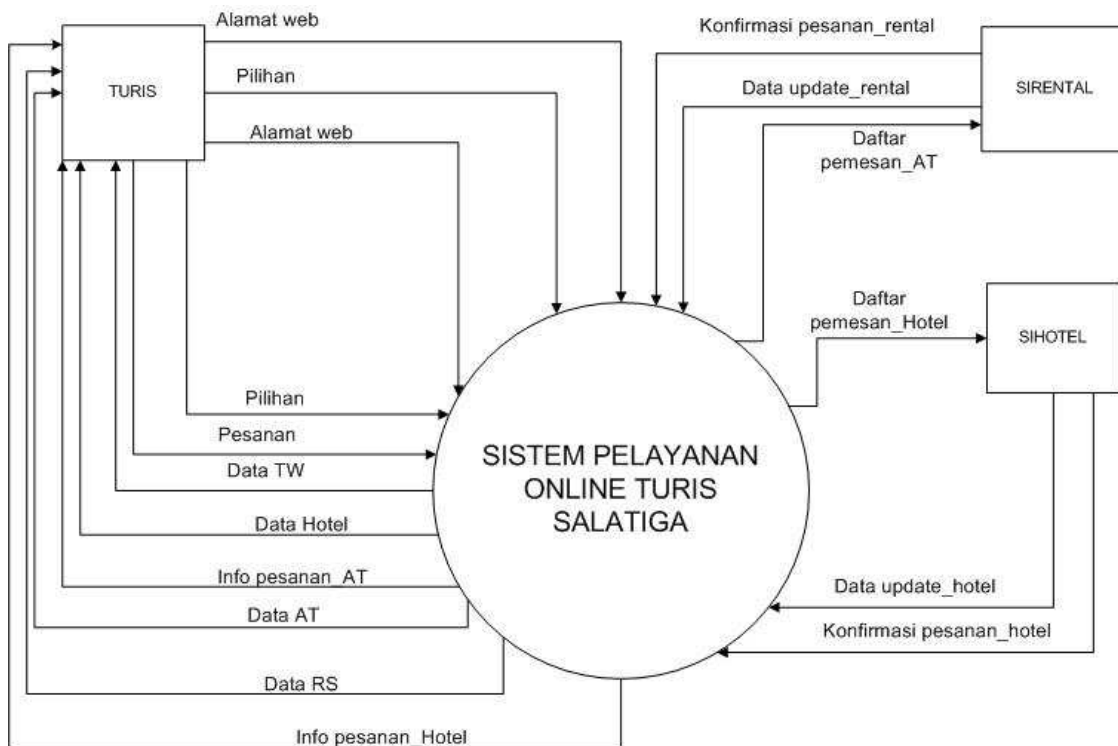 Alamat web
TURIS
Pilihan
Alamat web
Konfirmasi pesanan_rental
SIRENTAL
Data update_rental
Daftar
pemesan_AT
Daftar
pemesan_Hotel
SIHOTEL
Pilihan
Pesanan
Data TW
Data Hotel
Info pesanan_AT
Data AT
Data RS
Info pesanan_Hotel
SISTEM PELAYANAN
ONLINE TURIS
SALATIGA
Data update_hotel
Konfirmasi pesanan_hotel